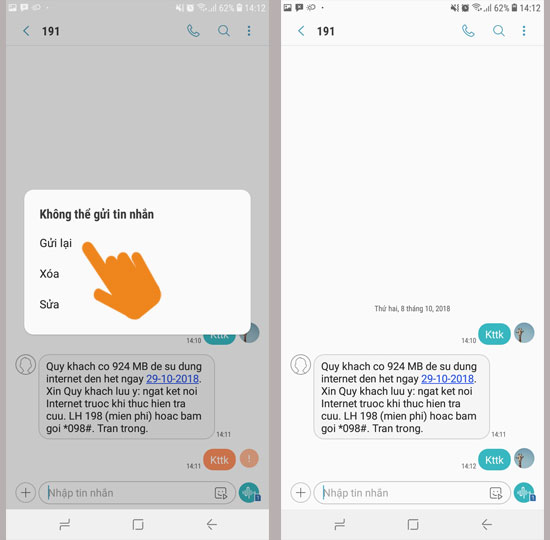 62% 14:12
191
Không thể gửi tin nhắn
Gửi lại
Xóa
Sửa
Kttk
14:10
Quy khach co 924 MB de su dung
internet den het ngay 29-10-2018.
Xin Quy khach luu y: ngat ket noi
Internet truoc khi thuc hien tra
cuu. LH 198 (mien phi) hoac bam
goi *098#. Tran trong.
14:11
14:11
Kttk
!
Nhập tin nhắn
1
62% 14:12
191
Thứ hai, 8 tháng 10, 2018
14:10
Kttk
Quy khach co 924 MB de su dung
internet den het ngay 29-10-2018.
Xin Quy khach luu y: ngat ket noi
Internet truoc khi thuc hien tra
cuu. LH 198 (mien phi) hoac bam
goi *098#. Tran trong.
14:11
14:12
Kttk
Nhập tin nhắn
1